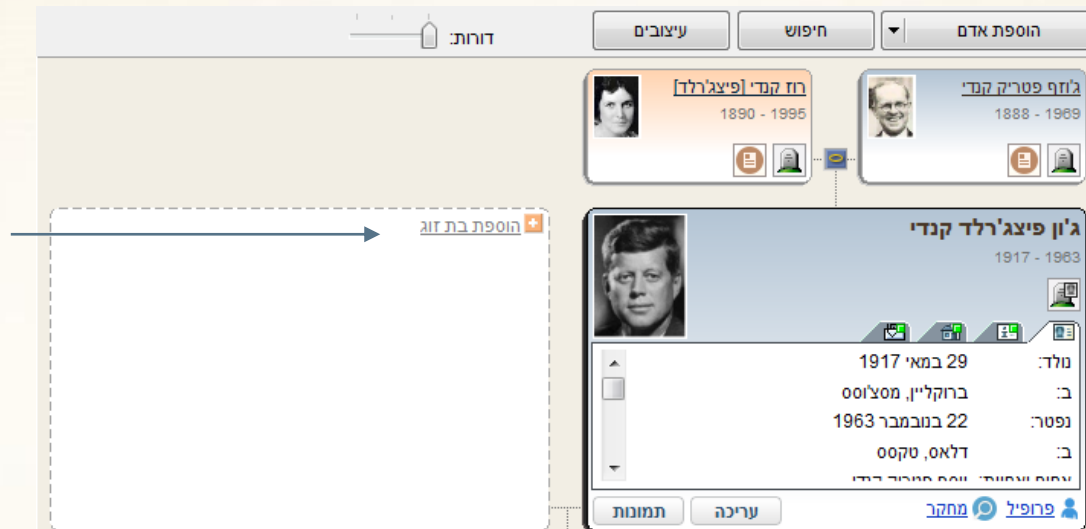 הוספת אדם
חיפוש
עיצובים
דורות:
ג'וזף פטריק קנדי
1888 - 1969
רוז קנדי [פיצג'רלד]
1890 - 1995
ג'ון פיצג'רלד קנדי
1917 - 1963
הוספת בת זוג
נולד: 29 במאי 1917
ב: ברוקליין, מסצ'וסס
נפטר: 22 בנובמבר 1963
ב: דלאס, טקסס
פרופיל
מחקר
עריכה
תמונות